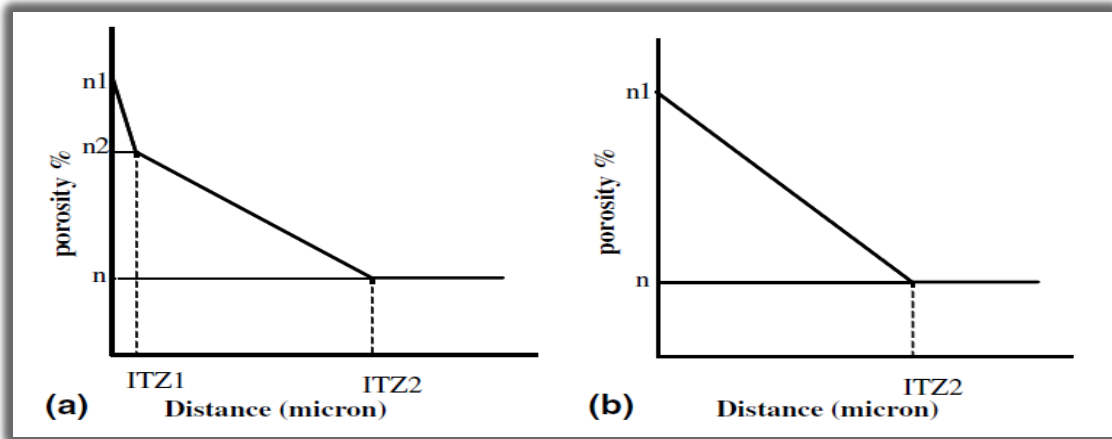 n1
n2
n
porosity %
ITZ1
ITZ2
(a)
Distance (micron)
n1
n
porosity %
ITZ2
(b)
Distance (micron)